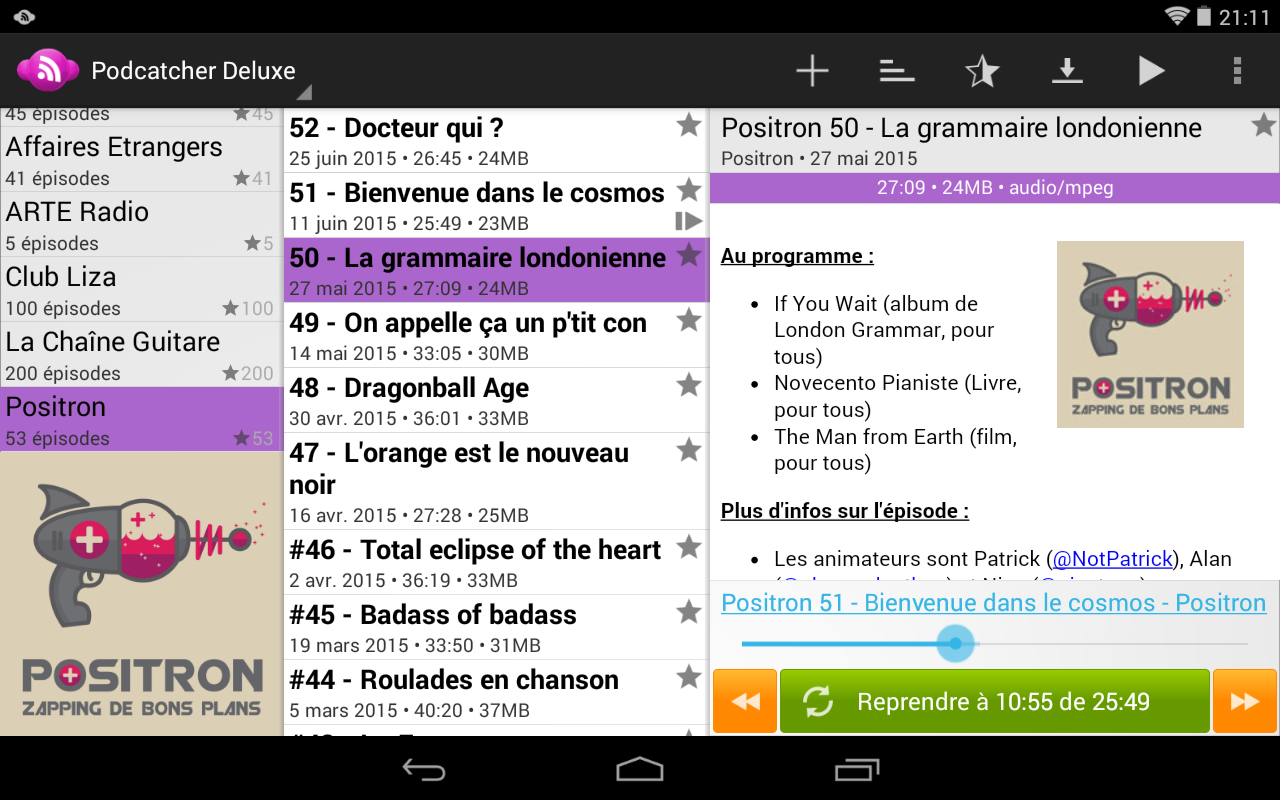 21:11
Podcatcher Deluxe
45 épisodes
45
Affaires Etrangers
41 épisodes
41
ARTE Radio
5 épisodes
5
Club Liza
100 épisodes
100
La Chaîne Guitare
200 épisodes
200
Positron
53 épisodes
53
POSITRON
ZAPPING DE BONS PLANS
52 - Docteur qui ?
25 juin 2015 • 26:45 • 24MB
51 - Bienvenue dans le cosmos
11 juin 2015 • 25:49 • 23MB
50 - La grammaire londonienne
27 mai 2015 • 27:09 • 24MB
49 - On appelle ça un p'tit con
14 mai 2015 • 33:05 • 30MB
48 - Dragonball Age
30 avr. 2015 • 36:01 • 33MB
47 - L'orange est le nouveau
noir
16 avr. 2015 • 27:28 • 25MB
#46 - Total eclipse of the heart
2 avr. 2015 • 36:19 • 33MB
#45 - Badass of badass
19 mars 2015 • 33:50 • 31MB
#44 - Roulades en chanson
5 mars 2015 • 40:20 • 37MB
Positron 50 - La grammaire londonienne
Positron • 27 mai 2015
27:09 • 24MB • audio/mpeg
Au programme :
• If You Wait (album de
London Grammar, pour
tous)
• Novecento Pianiste (Livre,
pour tous)
• The Man from Earth (film,
pour tous)
POSITRON
ZAPPING DE BONS PLANS
Plus d'infos sur l'épisode :
• Les animateurs sont Patrick (@NotPatrick), Alan
Positron 51 - Bienvenue dans le cosmos - Positron
Reprendre à 10:55 de 25:49